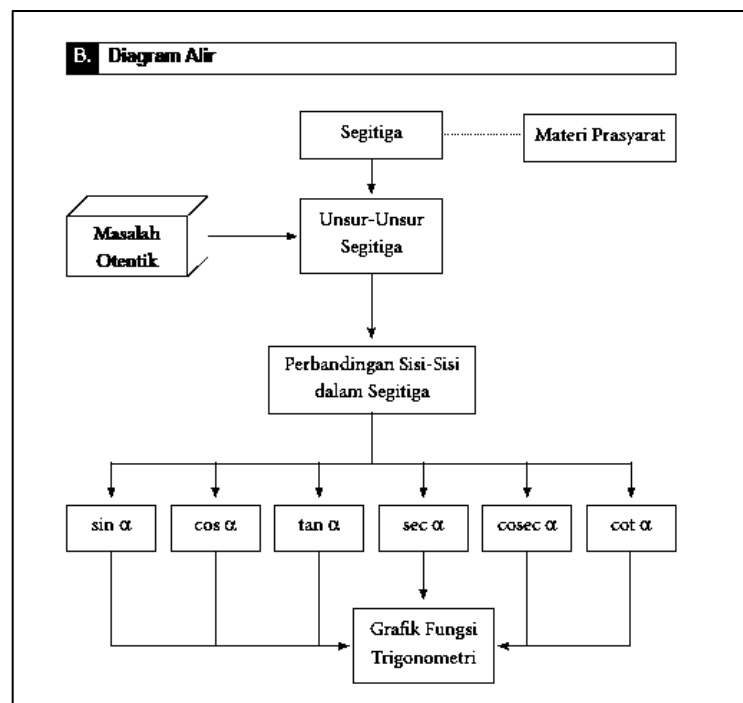 B. Diagram Alir
Segitiga
Materi Prasyarat
Masalah
Otentik
Unsur-Unsur
Segitiga
Perbandingan Sisi-Sisi
dalam Segitiga
sin α
cos α
tan α
sec α
cosec α
cot α
Grafik Fungsi
Trigonometri